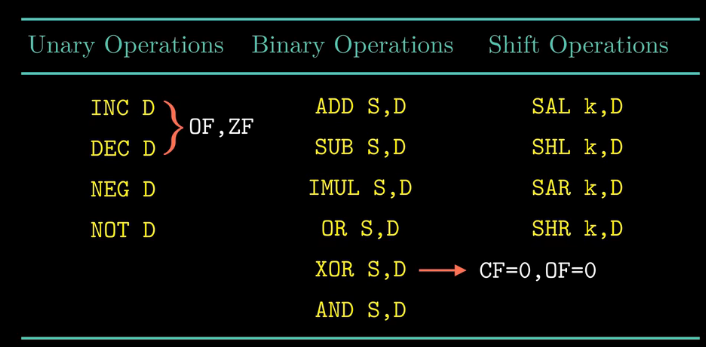 Unary Operations Binary Operations Shift Operations
INC D ADD S,D SAL k,D
OF,ZF
DEC D SUB S,D SHL k,D
NEG D IMUL S,D SAR k,D
NOT D OR S,D SHR k,D
XOR S,D CF=0,OF=0
AND S,D